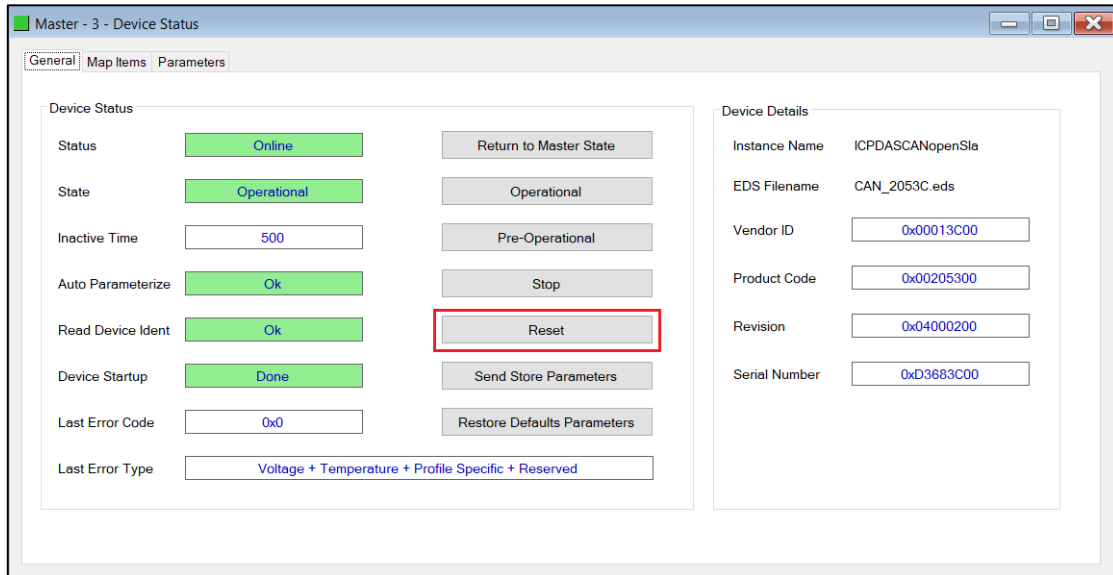 Master - 3 - Device Status
General Map Items Parameters
Device Status
Status Online Return to Master State
State Operational Operational
Inactive Time 500 Pre-Operational
Auto Parameterize Ok Stop
Read Device Ident Ok Reset
Device Startup Done Send Store Parameters
Last Error Code 0x0 Restore Defaults Parameters
Last Error Type Voltage + Temperature + Profile Specific + Reserved
Device Details
Instance Name ICPDASCANopenSla
EDS Filename CAN_2053C.eds
Vendor ID 0x00013C00
Product Code 0x00205300
Revision 0x04000200
Serial Number 0xD3683C00